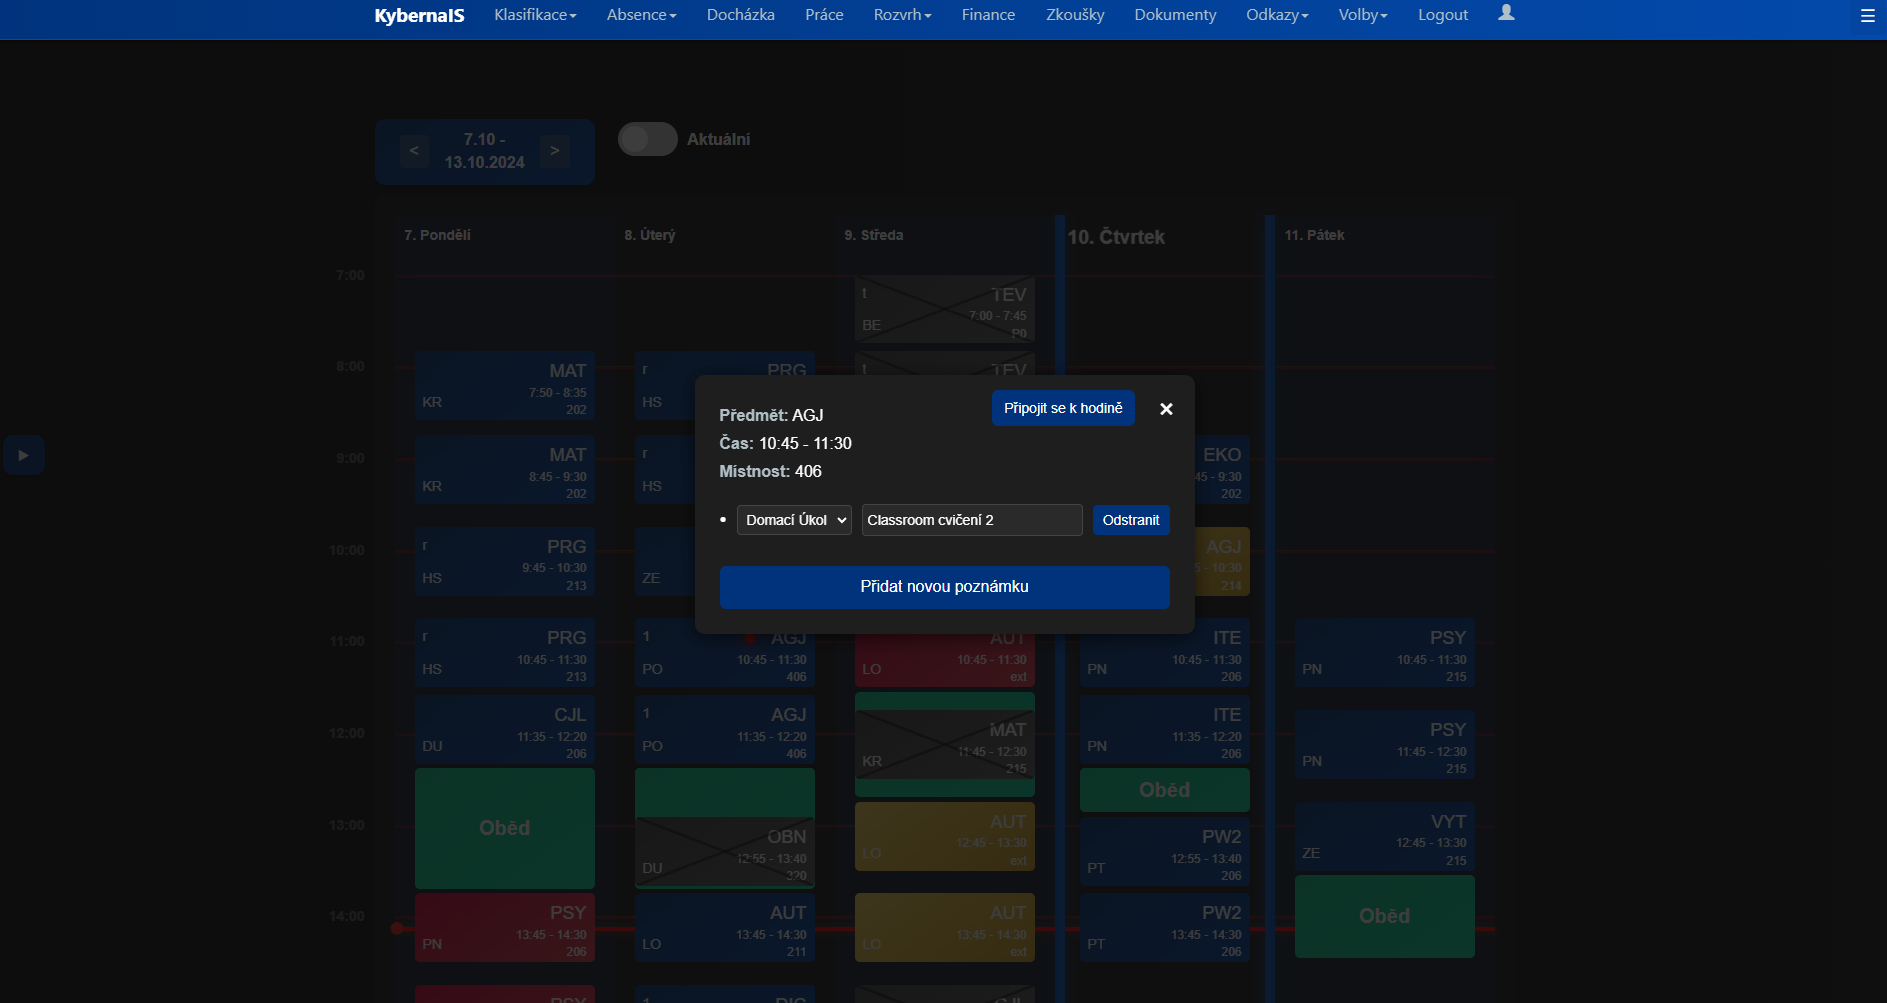 KybernaIS Klasifikace Absence Docházka Práce Rozvrh Finance Zkoušky Dokumenty Odkazy Volby Logout
< 7.10 - 13.10.2024 >
Aktuální
7. Pondělí
8. Úterý
9. Středa
10. Čtvrtek
11. Pátek
7:00
8:00
9:00
10:00
11:00
12:00
13:00
14:00
MAT
7:50 - 8:35
KR
202
MAT
8:45 - 9:30
KR
202
r PRG
9:45 - 10:30
HS
213
r PRG
10:45 - 11:30
HS
213
CJL
11:35 - 12:20
DU
206
Oběd
PSY
13:45 - 14:30
PN
206
PSY
r PRG
HS
r
HS
ZE
1 AGJ
10:45 - 11:30
PO
406
1 AGJ
11:35 - 12:20
PO
406
OBN
12:55 - 13:40
DU
320
AUT
13:45 - 14:30
LO
211
1 DIG
t TEV
7:00 - 7:45
BE
P0
t TEV
AUT
10:45 - 11:30
LO
ext
MAT
11:45 - 12:30
KR
215
AUT
12:45 - 13:30
LO
ext
AUT
13:45 - 14:30
LO
ext
CJL
EKO
45 - 9:30
202
AGJ
5 - 10:30
214
ITE
10:45 - 11:30
PN
206
ITE
11:35 - 12:20
PN
206
Oběd
PW2
12:55 - 13:40
PT
206
PW2
13:45 - 14:30
PT
206
PSY
10:45 - 11:30
PN
215
PSY
11:45 - 12:30
PN
215
VYT
12:45 - 13:30
ZE
215
Oběd
Předmět: AGJ
Připojit se k hodině
Čas: 10:45 - 11:30
Místnost: 406
Domací Úkol Classroom cvičení 2 Odstranit
Přidat novou poznámku